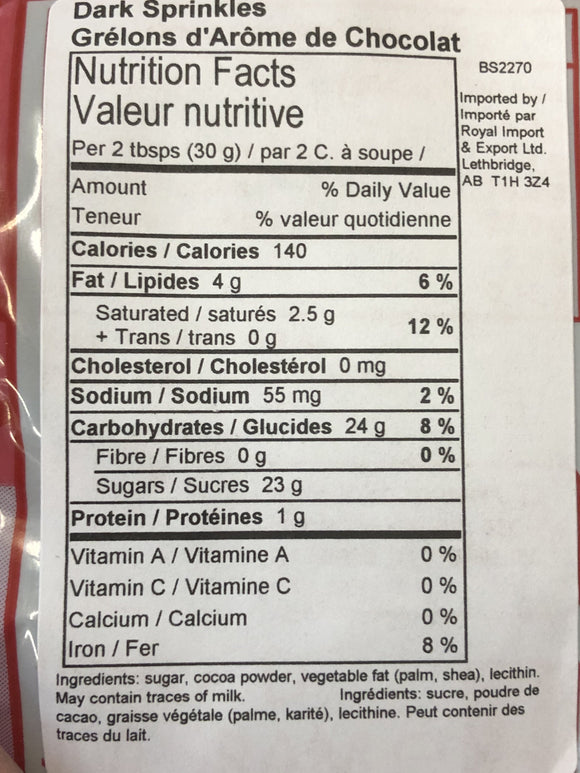 Dark Sprinkles
Grélons d'Arôme de Chocolat
Nutrition Facts
Valeur nutritive
Per 2 tbsps (30 g) / par 2 C. à soupe /
Amount % Daily Value
Teneur % valeur quotidienne
Calories / Calories 140
Fat / Lipides 4 g 6 %
Saturated / saturés 2.5 g
+ Trans / trans 0 g 12 %
Cholesterol / Cholestérol 0 mg
Sodium / Sodium 55 mg 2 %
Carbohydrates / Glucides 24 g 8 %
Fibre / Fibres 0 g 0 %
Sugars / Sucres 23 g
Protein / Protéines 1 g
Vitamin A / Vitamine A 0 %
Vitamin C / Vitamine C 0 %
Calcium / Calcium 0 %
Iron / Fer 8 %
BS2270
Imported by /
Importé par
Royal Import
& Export Ltd.
Lethbridge,
AB T1H 3Z4
Ingredients: sugar, cocoa powder, vegetable fat (palm, shea), lecithin.
May contain traces of milk. Ingrédients: sucre, poudre de
cacao, graisse végétale (palme, karité), lecithine. Peut contenir des
traces du lait.